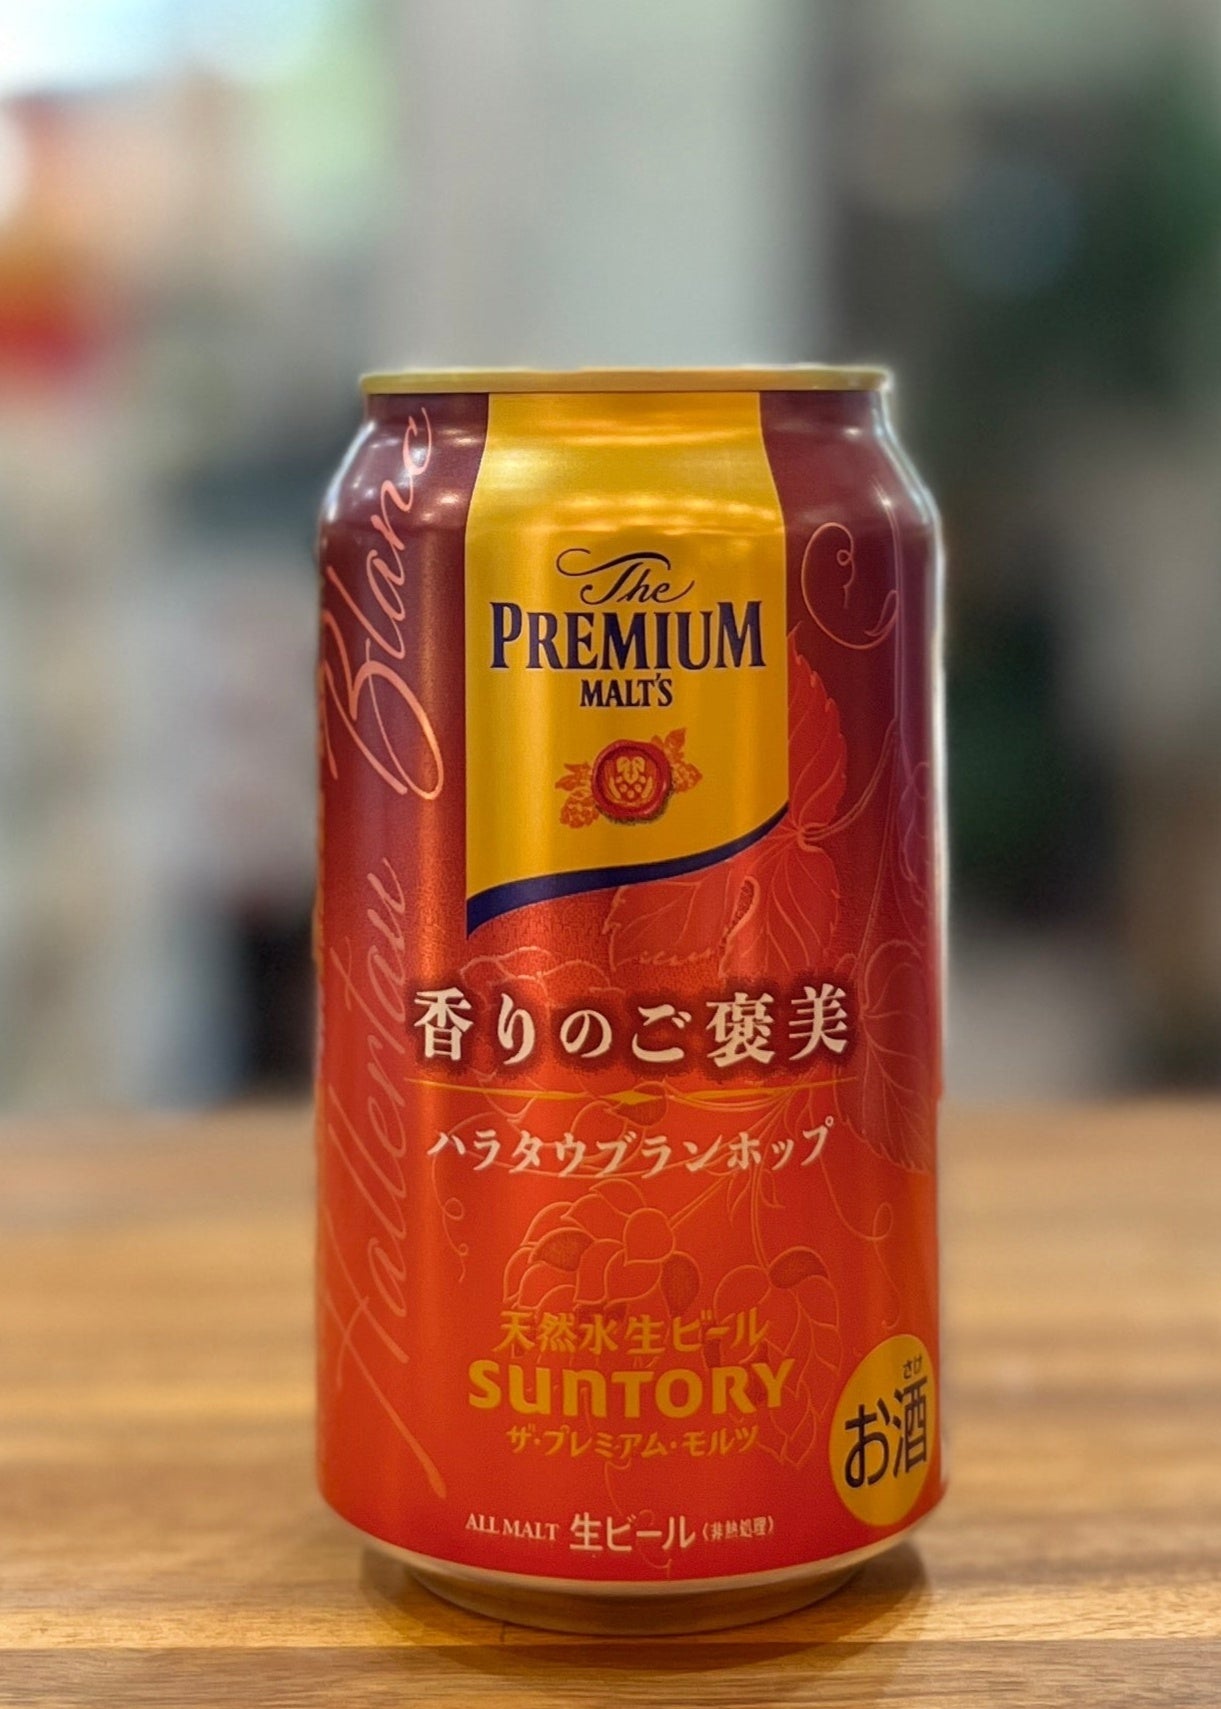 The
PREMIUM
MALT'S
Hallertau Blanc
香りのご褒美
ハラタウブランホップ
天然水生ビール
SUNTORY
ザ・プレミアム・モルツ
さけ
お酒
ALL MALT 生ビール (非熱処理)